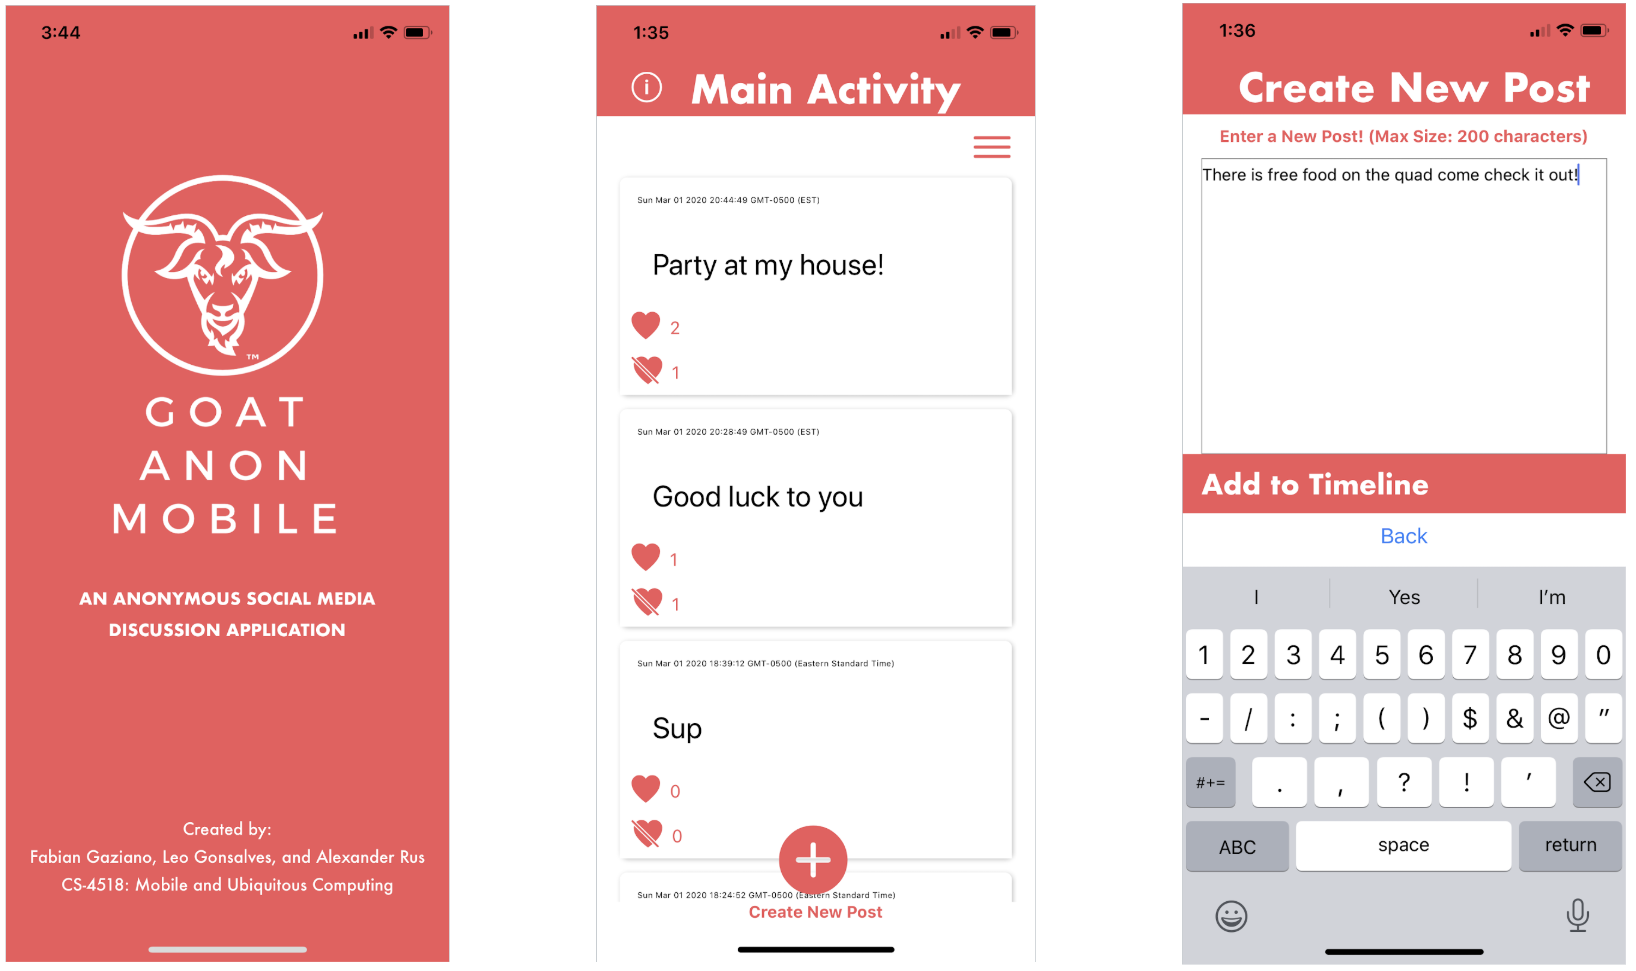 3:44
GOAT
ANON
MOBILE
TM
AN ANONYMOUS SOCIAL MEDIA
DISCUSSION APPLICATION
Created by:
Fabian Gaziano, Leo Gonsalves, and Alexander Rus
CS-4518: Mobile and Ubiquitous Computing
1:35
Main Activity
Sun Mar 01 2020 20:44:49 GMT-0500 (EST)
Party at my house!
2
1
Sun Mar 01 2020 20:28:49 GMT-0500 (EST)
Good luck to you
1
1
Sun Mar 01 2020 18:39:12 GMT-0500 (Eastern Standard Time)
Sup
0
0
Sun Mar 01 2020 18:24:52 GMT-0500 (Eastern Standard Time)
Create New Post
1:36
Create New Post
Enter a New Post! (Max Size: 200 characters)
There is free food on the quad come check it out!
Add to Timeline
Back
I Yes I’m
1 2 3 4 5 6 7 8 9 0
- / : ; ( ) $ & @ ”
#+= . , ? ! ’
ABC space return